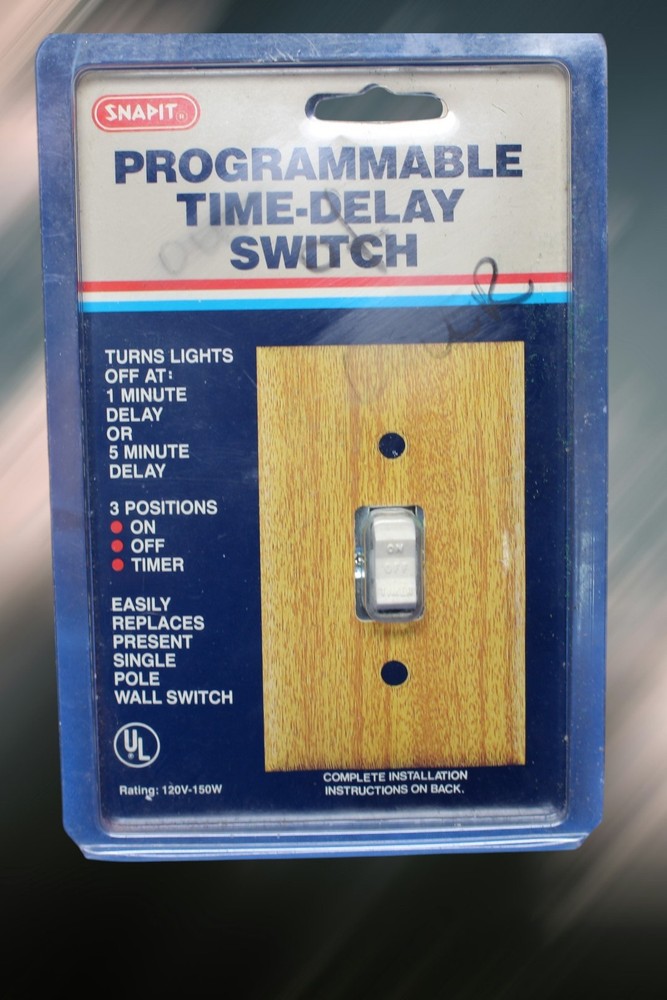 SNAPIT®
PROGRAMMABLE
TIME-DELAY
SWITCH
TURNS LIGHTS
OFF AT:
1 MINUTE
DELAY
OR
5 MINUTE
DELAY
3 POSITIONS
ON
OFF
TIMER
EASILY
REPLACES
PRESENT
SINGLE
POLE
WALL SWITCH
UL®
Rating: 120V-150W
ON
OFF
TIMER
COMPLETE INSTALLATION
INSTRUCTIONS ON BACK.